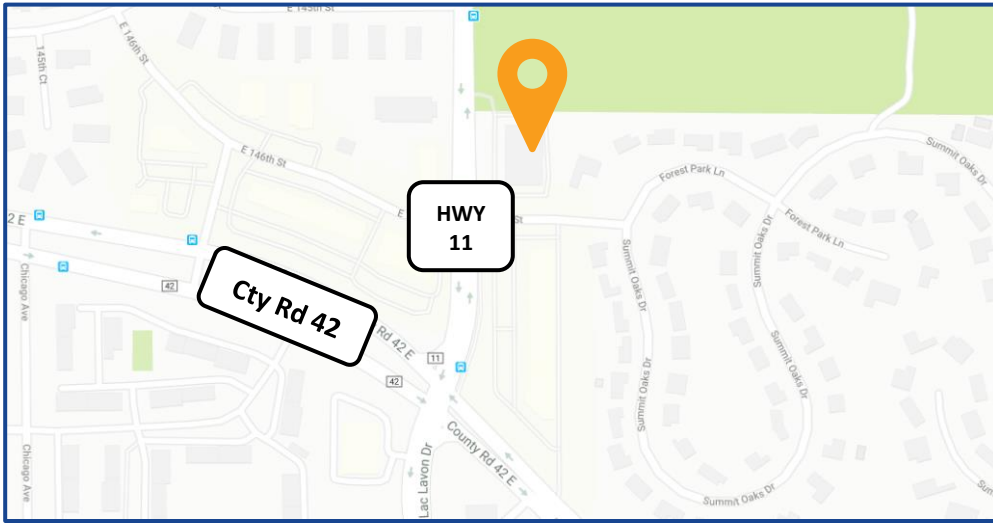 E 145th St
145th Ct
E 146th St
E 146th St
Summit Oaks Dr
Forest Park Ln
HWY
11
E
St
2 E
Forest Park Ln
Summit Oaks Dr
Summit Oaks Dr
Chicago Ave
42
Cty Rd 42
Rd 42 E
11
42
Summit Oaks Dr
Summit Oaks Dr
County Rd 42 E
Lac Lavon Dr
Chicago Ave
Summit Oaks Dr